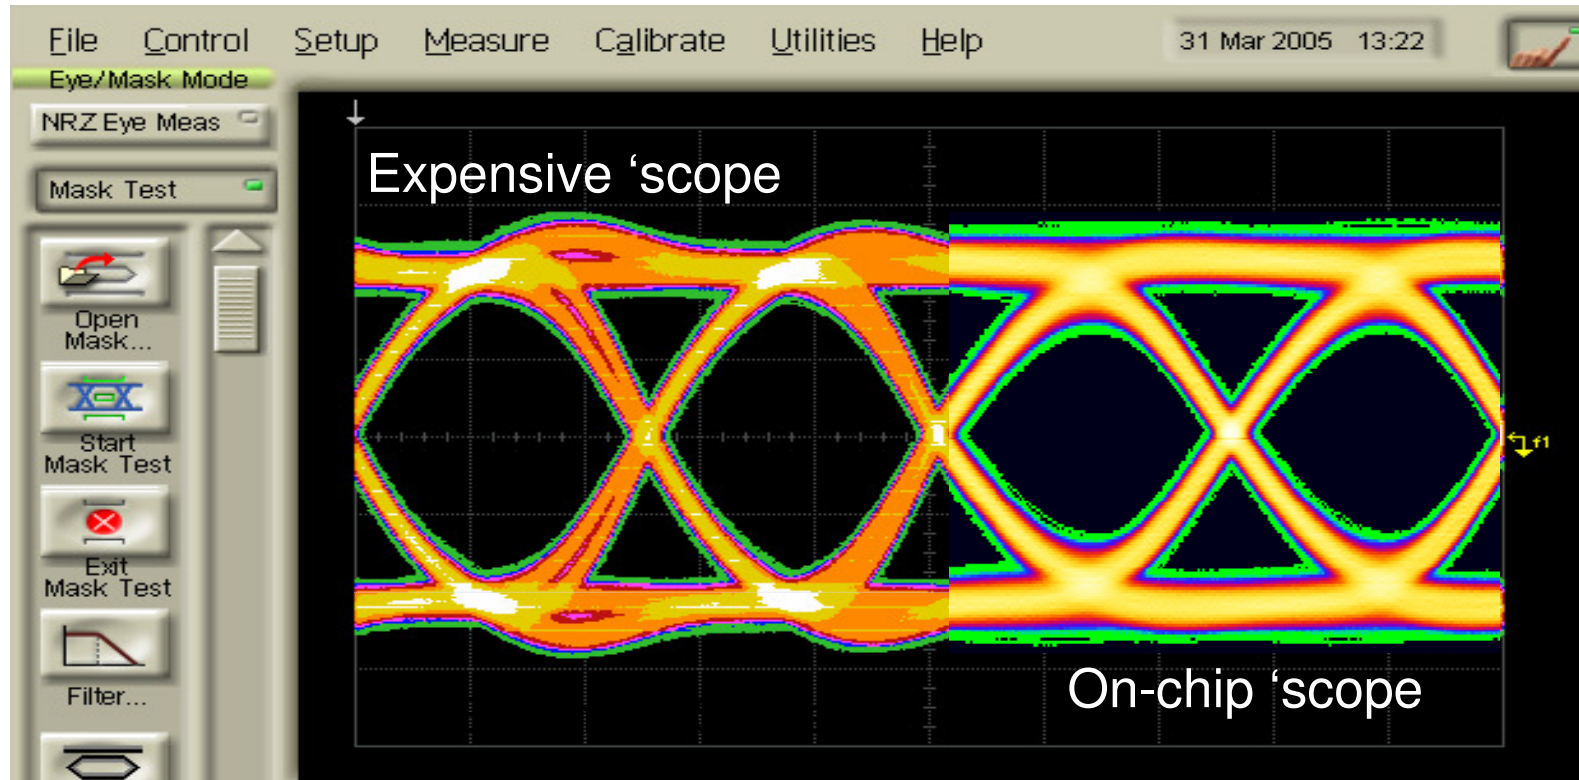 File Control Setup Measure Calibrate Utilities Help 31 Mar 2005 13:22
Eye/Mask Mode
NRZ Eye Meas
Mask Test
Open
Mask...
Start
Mask Test
Exit
Mask Test
Filter...
Expensive ‘scope
On-chip ‘scope
f1